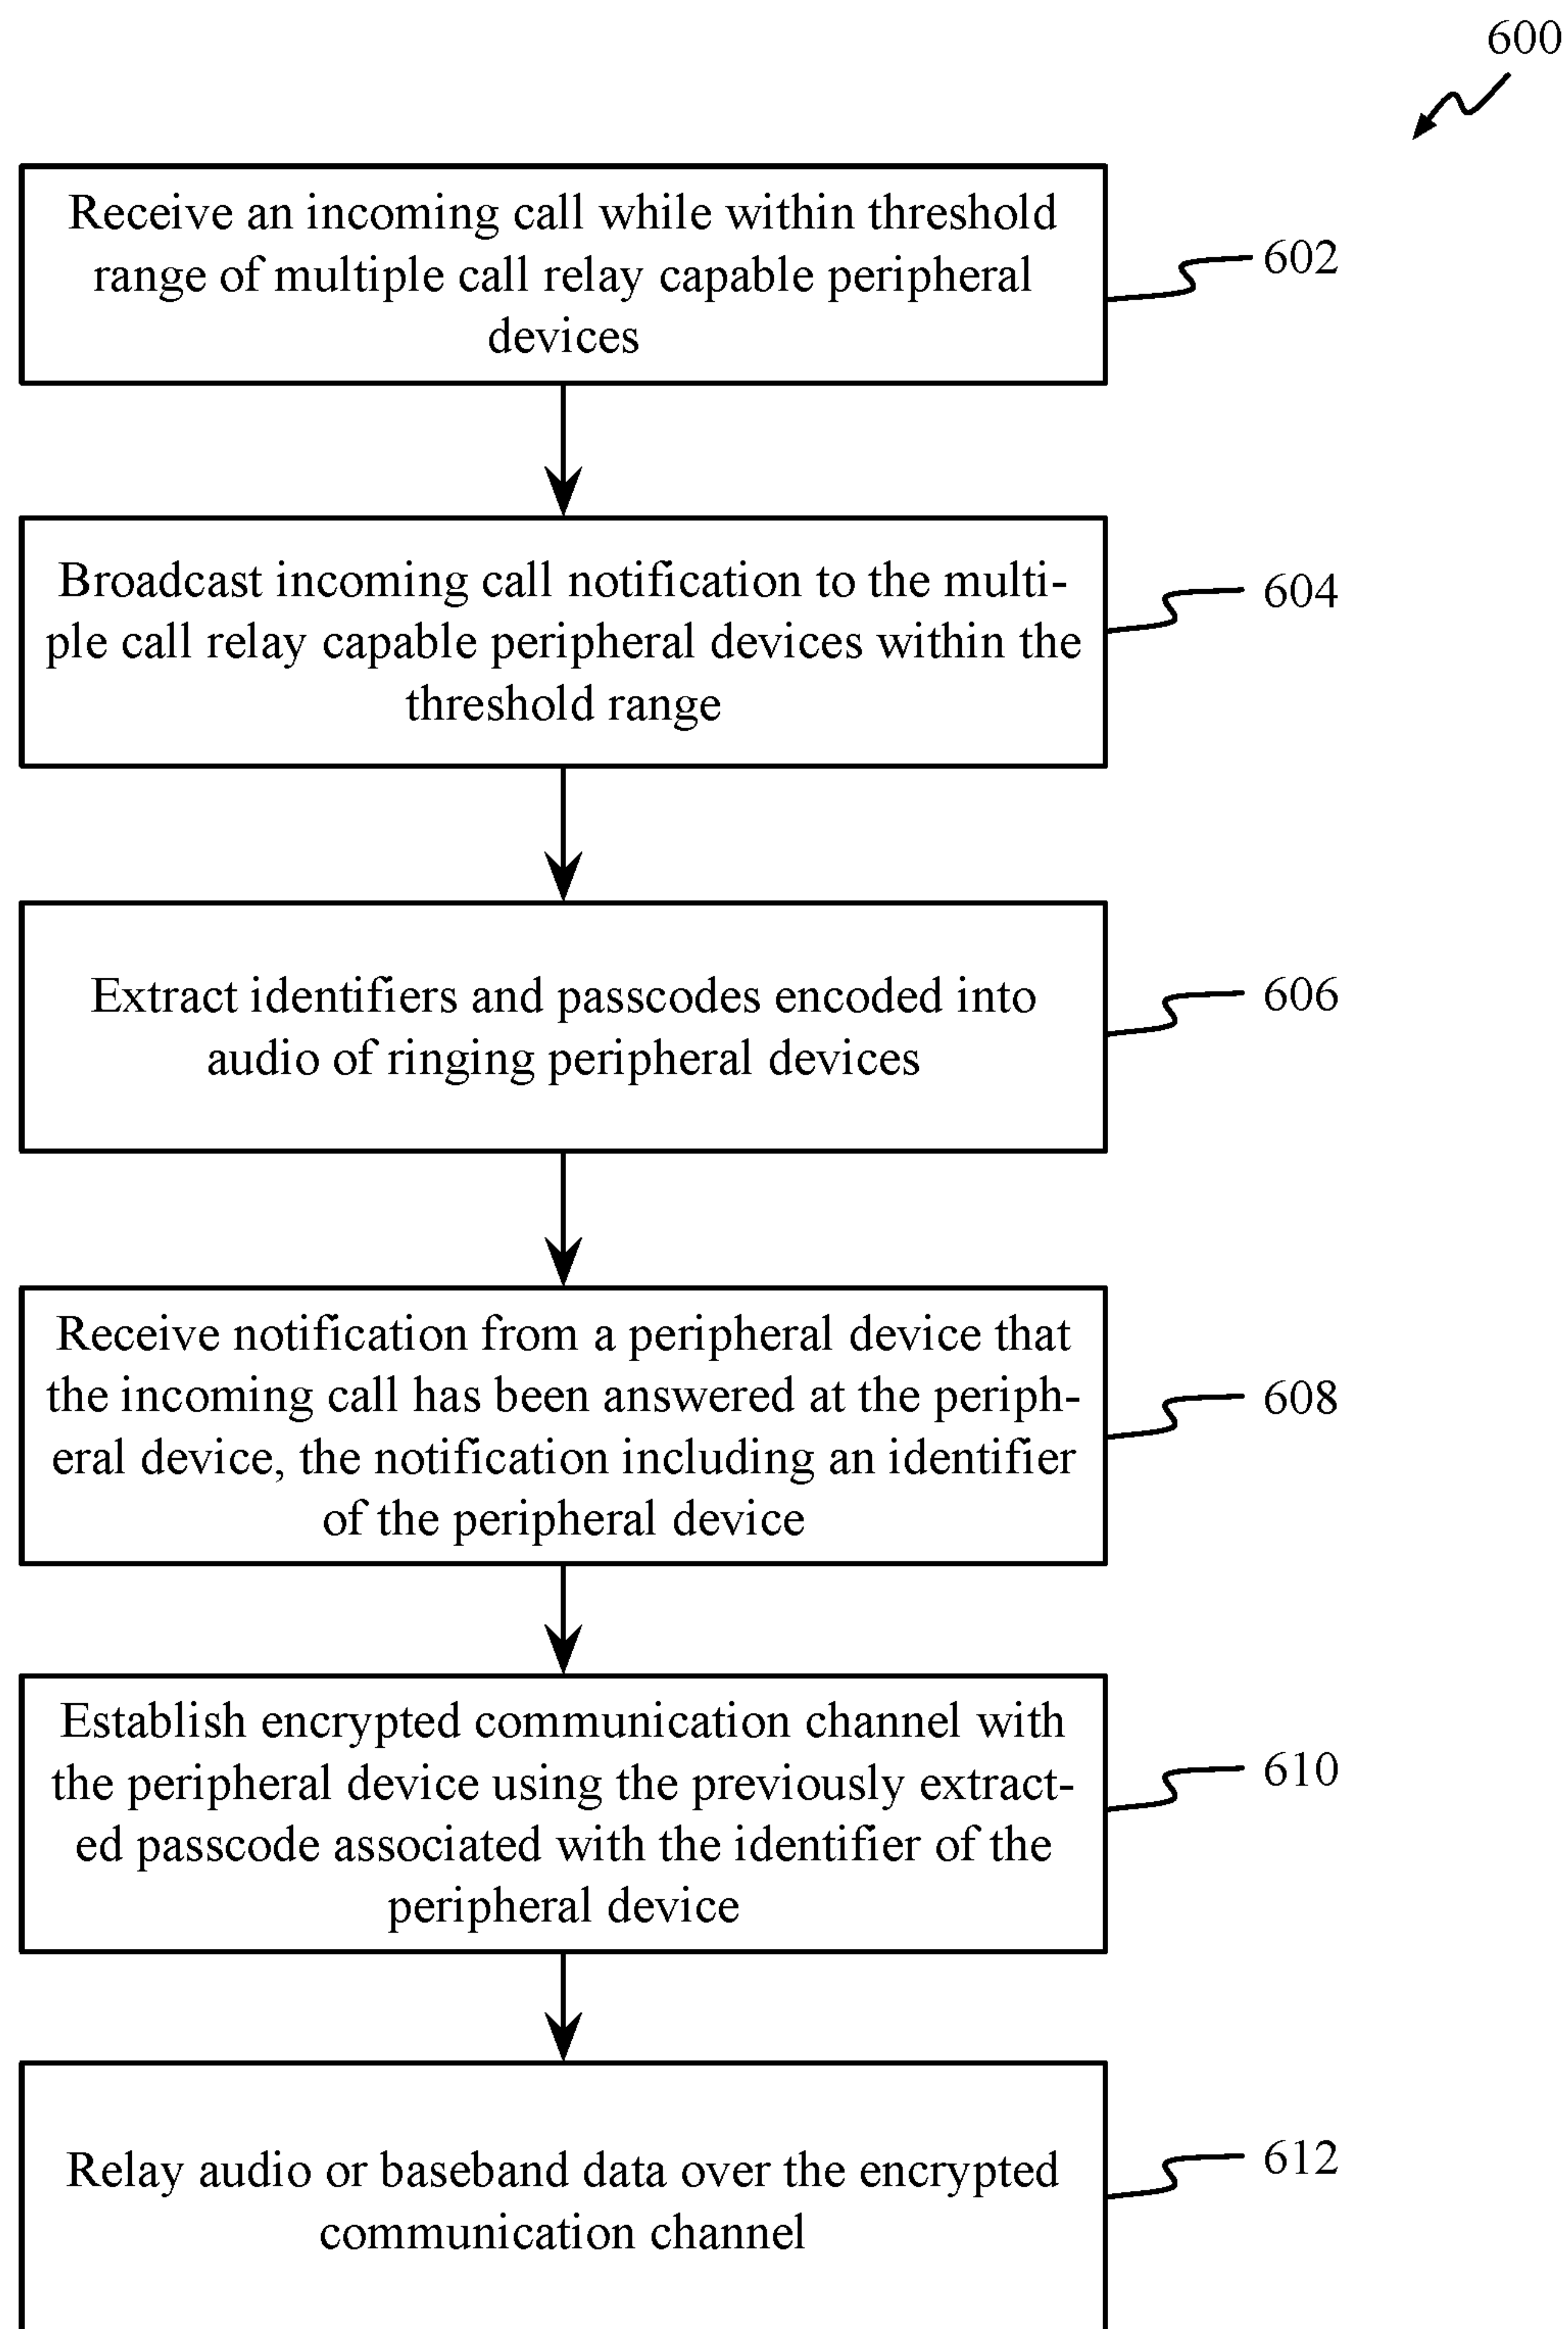 600
Receive an incoming call while within threshold
range of multiple call relay capable peripheral
devices
602
Broadcast incoming call notification to the multi-
ple call relay capable peripheral devices within the
threshold range
604
Extract identifiers and passcodes encoded into
audio of ringing peripheral devices
606
Receive notification from a peripheral device that
the incoming call has been answered at the periph-
eral device, the notification including an identifier
of the peripheral device
608
Establish encrypted communication channel with
the peripheral device using the previously extract-
ed passcode associated with the identifier of the
peripheral device
610
Relay audio or baseband data over the encrypted
communication channel
612